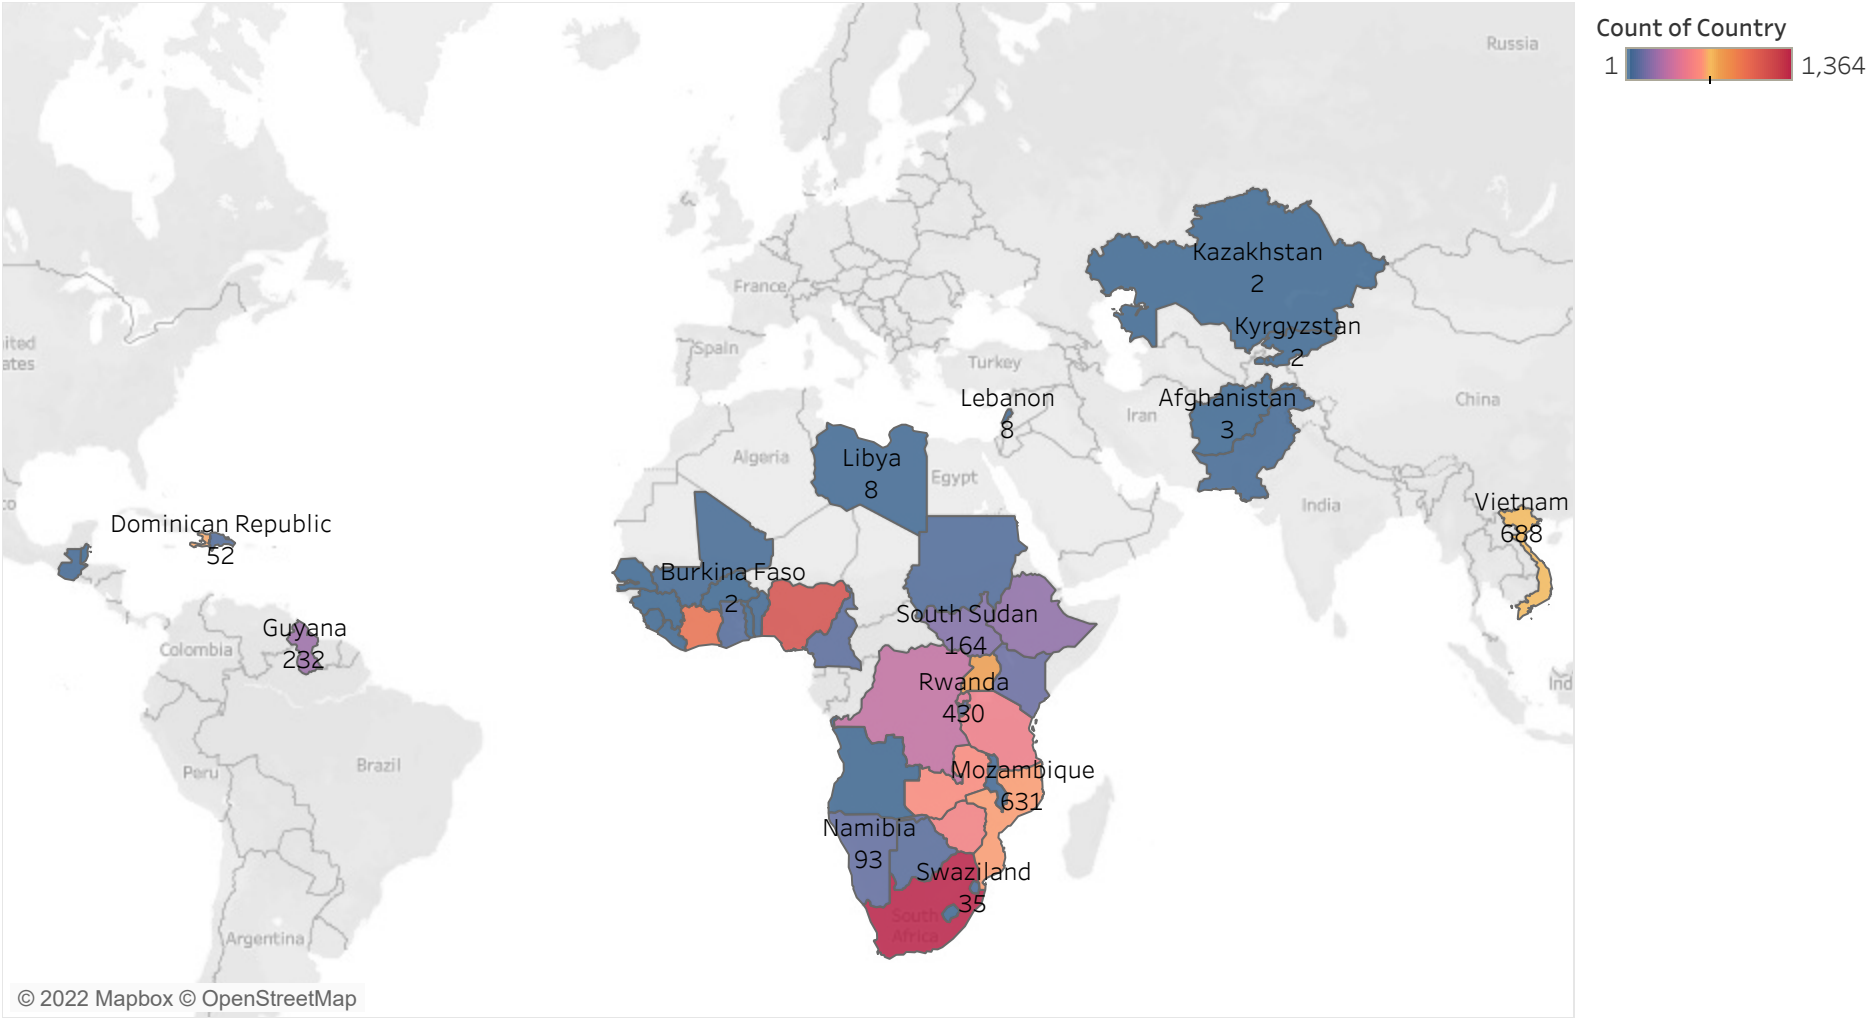 Count of Country
1
1,364
Russia
Kazakhstan
2
France
Kyrgyzstan
2
Spain
Turkey
ited
ates
Lebanon
8
Afghanistan
3
Iran
China
Algeria
Libya
8
Egypt
India
Vietnam
688
co
Dominican Republic
52
Burkina Faso
2
South Sudan
164
Guyana
232
Colombia
Rwanda
430
Ind
Peru
Brazil
Mozambique
631
Namibia
93
Swaziland
35
South
Africa
Argentina
© 2022 Mapbox © OpenStreetMap